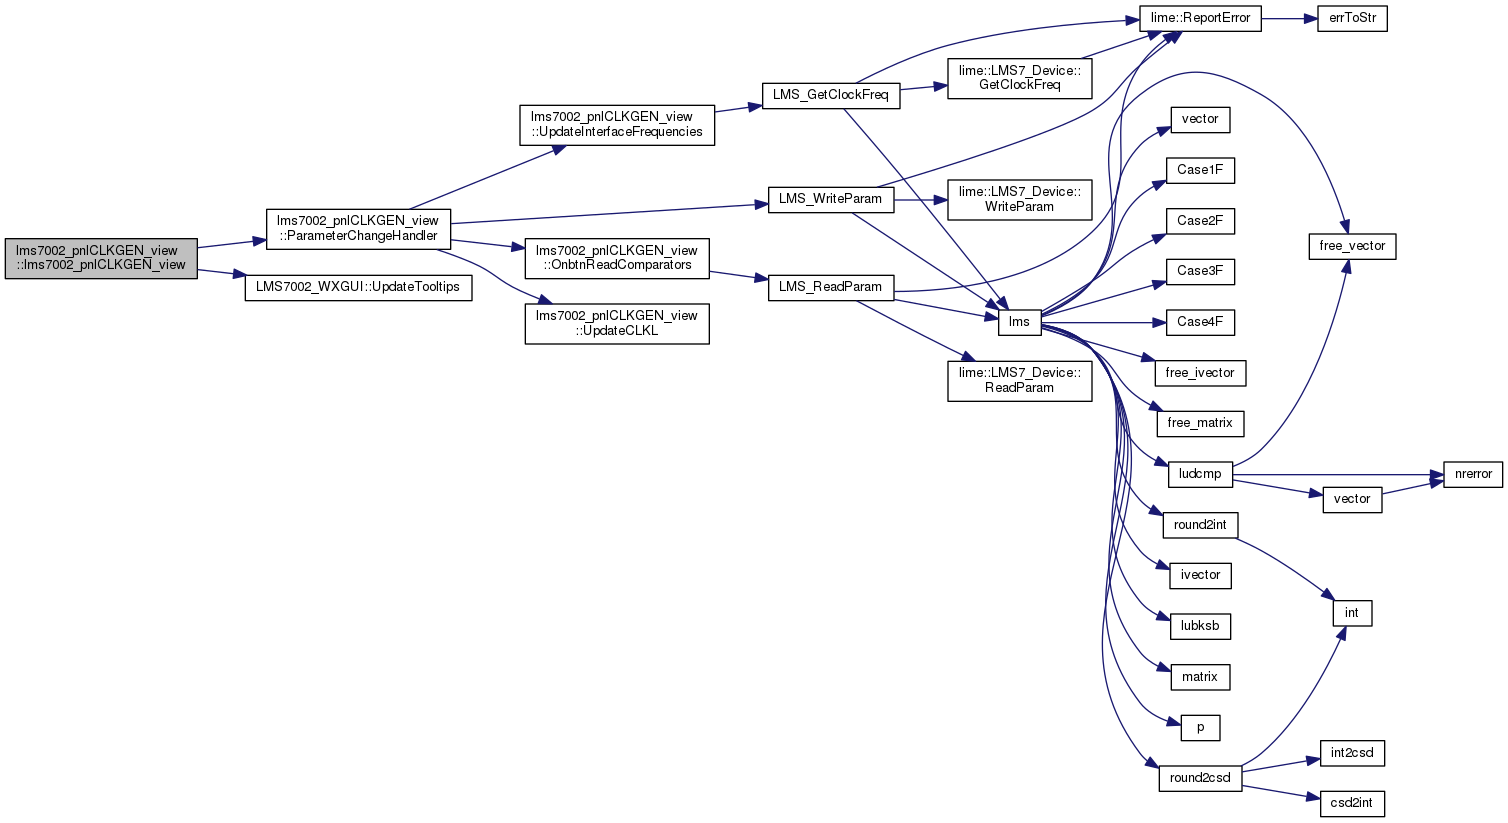 lms7002_pnlCLKGEN_view
::lms7002_pnlCLKGEN_view
lms7002_pnlCLKGEN_view
::ParameterChangeHandler
LMS7002_WXGUI::UpdateTooltips
lms7002_pnlCLKGEN_view
::UpdateInterfaceFrequencies
lms7002_pnlCLKGEN_view
::OnbtnReadComparators
lms7002_pnlCLKGEN_view
::UpdateCLKL
LMS_GetClockFreq
LMS_WriteParam
LMS_ReadParam
lime::LMS7_Device::
GetClockFreq
lime::LMS7_Device::
WriteParam
lms
lime::LMS7_Device::
ReadParam
lime::ReportError
vector
Case1F
Case2F
Case3F
Case4F
free_ivector
free_matrix
ludcmp
round2int
ivector
lubksb
matrix
p
round2csd
errToStr
free_vector
vector
int
int2csd
csd2int
nrerror